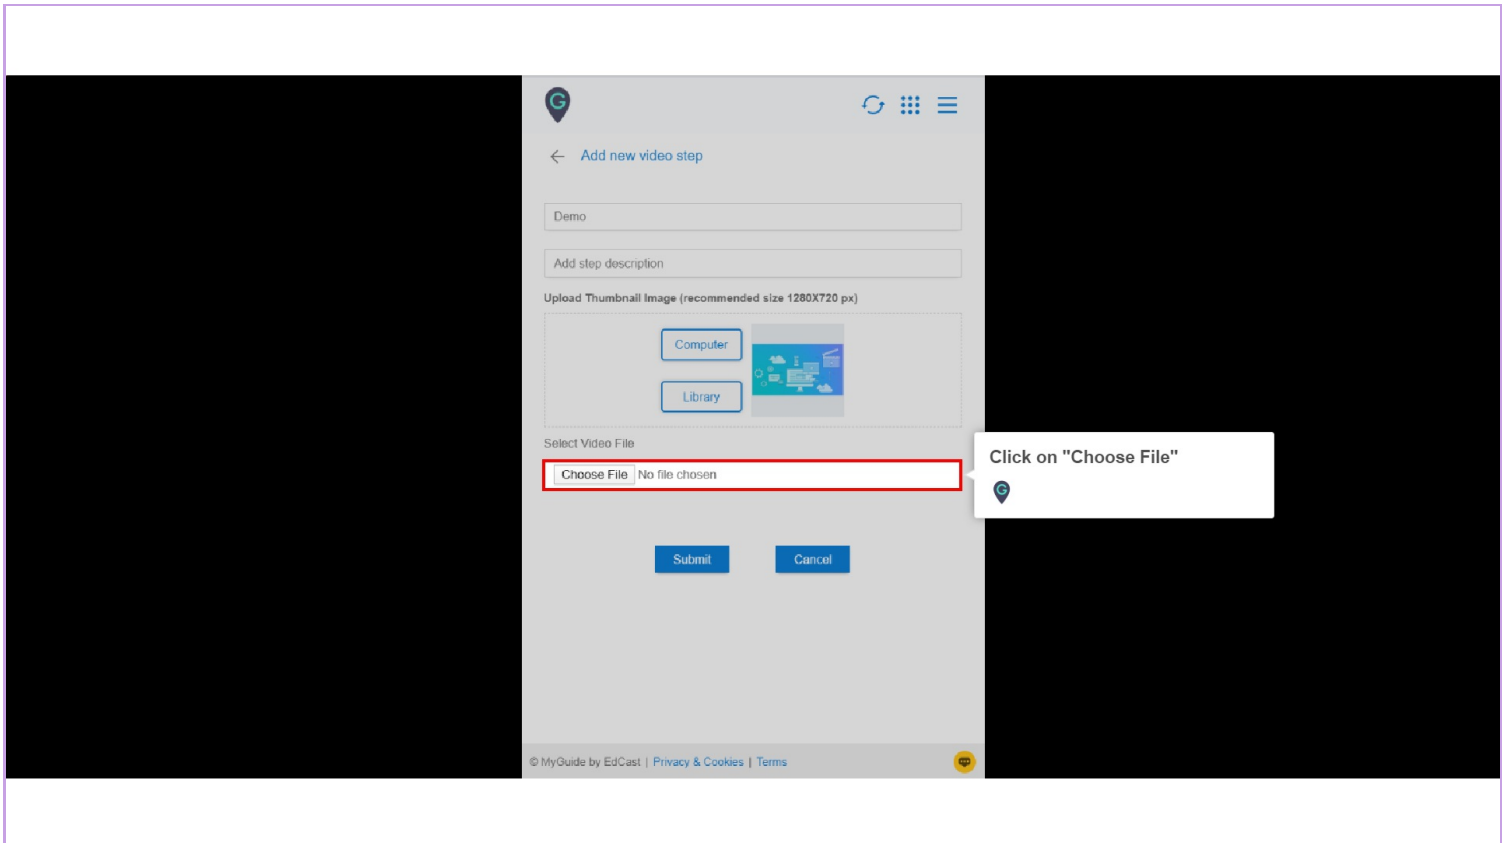 G
Add new video step
Demo
Add step description
Upload Thumbnail Image (recommended size 1280X720 px)
Computer
Library
Select Video File
Choose File No file chosen
Click on "Choose File"
G
Submit Cancel
© MyGuide by EdCast | Privacy & Cookies | Terms